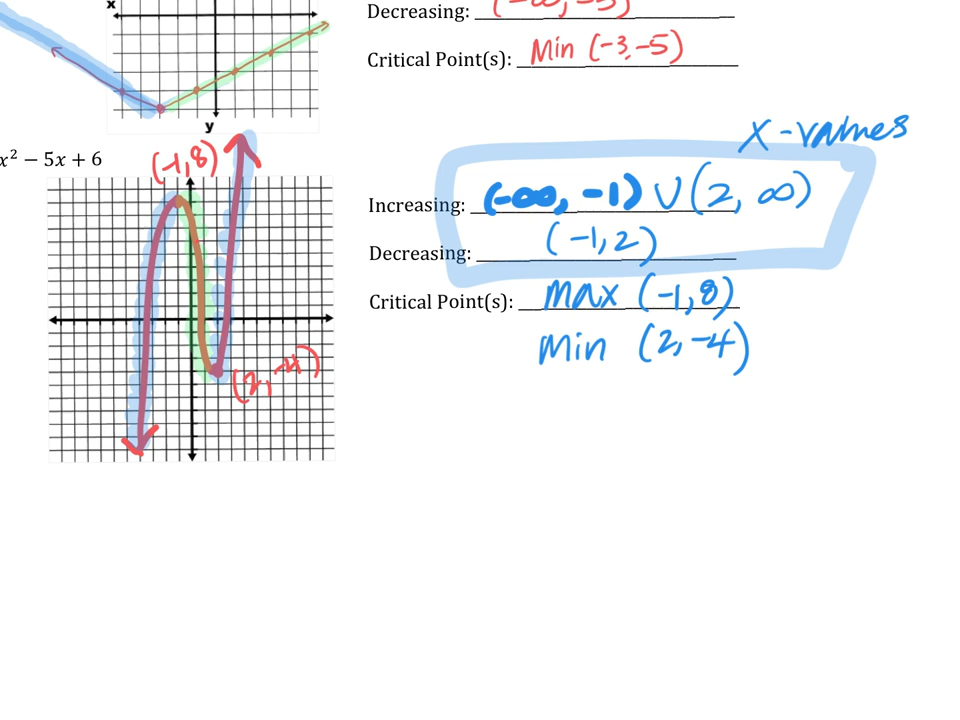 x
Decreasing: (-∞, -3)
Critical Point(s): Min (-3, -5)
y
x² − 5x + 6
(-1, 8)
x-values
Increasing: (-∞, -1) ∪ (2, ∞)
Decreasing: (-1, 2)
Critical Point(s): max (-1, 8)
Min (2, -4)
(2, -4)